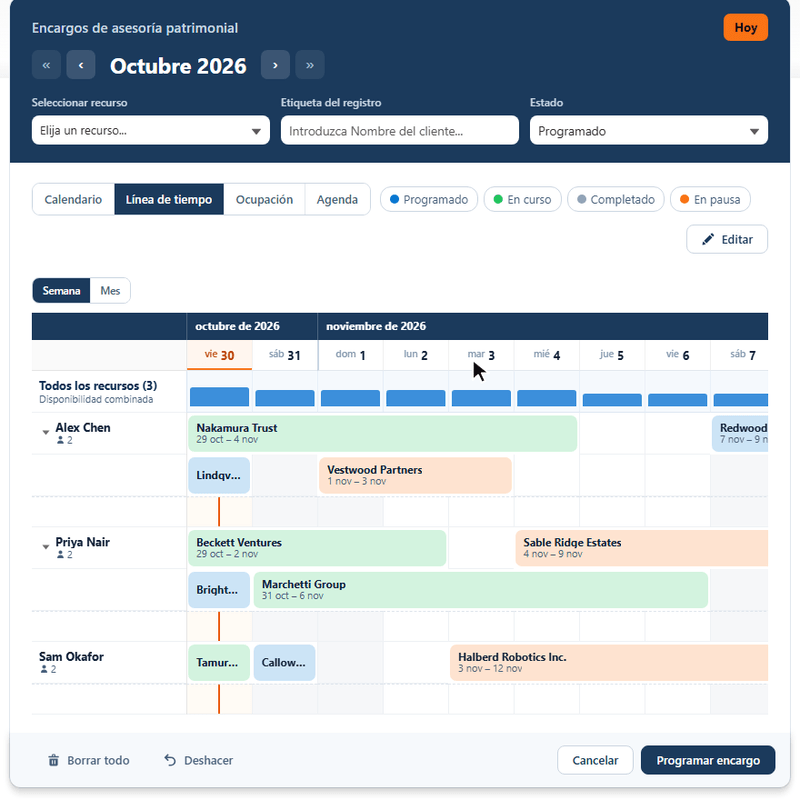 Encargos de asesoría patrimonial
Hoy
« ‹ Octubre 2026 › »
Seleccionar recurso
Etiqueta del registro
Estado
Elija un recurso...
Introduzca Nombre del cliente...
Programado
Calendario
Línea de tiempo
Ocupación
Agenda
Programado
En curso
Completado
En pausa
Editar
Semana
Mes
octubre de 2026
noviembre de 2026
vie 30
sáb 31
dom 1
lun 2
mar 3
mié 4
jue 5
vie 6
sáb 7
Todos los recursos (3)
Disponibilidad combinada
Alex Chen
2
Nakamura Trust
29 oct – 4 nov
Redwood
7 nov – 9 n
Lindqv...
Vestwood Partners
1 nov – 3 nov
Priya Nair
2
Beckett Ventures
29 oct – 2 nov
Sable Ridge Estates
4 nov – 9 nov
Bright...
Marchetti Group
31 oct – 6 nov
Sam Okafor
2
Tamur...
Callow...
Halberd Robotics Inc.
3 nov – 12 nov
Borrar todo
Deshacer
Cancelar
Programar encargo